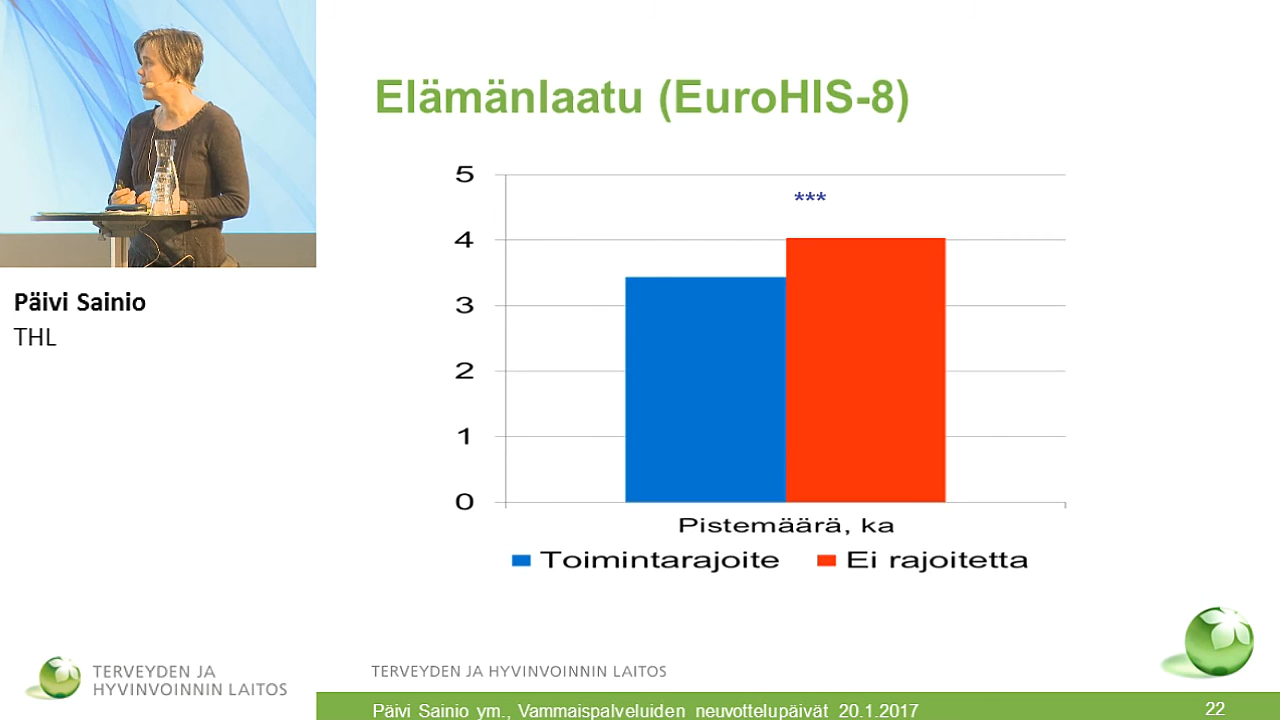 Päivi Sainio
THL
TERVEYDEN JA
HYVINVOINNIN LAITOS
Elämänlaatu (EuroHIS-8)
5
4
3
2
1
0
***
Pistemäärä, ka
Toimintarajoite
Ei rajoitetta
TERVEYDEN JA HYVINVOINNIN LAITOS
Päivi Sainio ym., Vammaispalveluiden neuvottelupäivät 20.1.2017
22